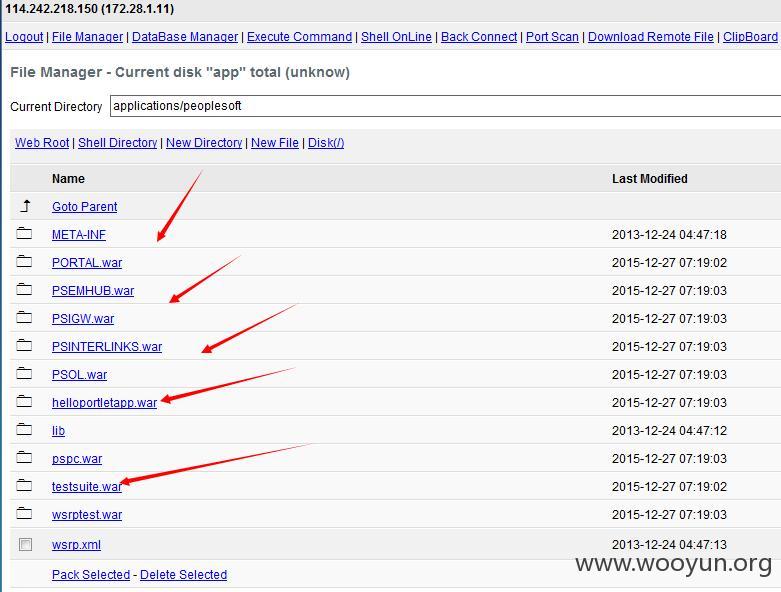 114.242.218.150 (172.28.1.11)
Logout | File Manager | DataBase Manager | Execute Command | Shell OnLine | Back Connect | Port Scan | Download Remote File | ClipBoard
File Manager - Current disk "app" total (unknow)
Current Directory applications/peoplesoft
Web Root | Shell Directory | New Directory | New File | Disk(/)
Name Last Modified
Goto Parent
META-INF 2013-12-24 04:47:18
PORTAL.war 2015-12-27 07:19:02
PSEMHUB.war 2015-12-27 07:19:03
PSIGW.war 2015-12-27 07:19:03
PSINTERLINKS.war 2015-12-27 07:19:03
PSOL.war 2015-12-27 07:19:03
helloportletapp.war 2015-12-27 07:19:03
lib 2013-12-24 04:47:12
pspc.war 2015-12-27 07:19:03
testsuite.war 2015-12-27 07:19:02
wsrptest.war 2015-12-27 07:19:03
wsrp.xml 2013-12-24 04:47:13
Pack Selected - Delete Selected
www.wooyun.org